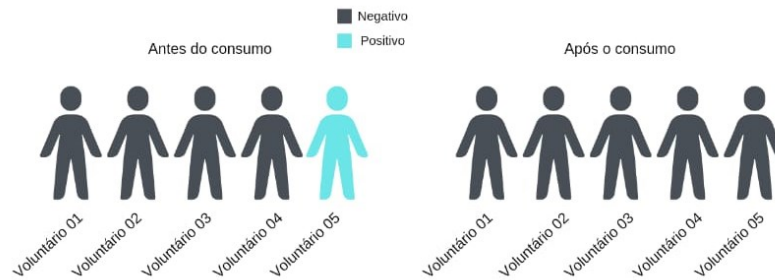 Negativo
Positivo
Antes do consumo
Após o consumo
Voluntário 01
Voluntário 02
Voluntário 03
Voluntário 04
Voluntário 05
Voluntário 01
Voluntário 02
Voluntário 03
Voluntário 04
Voluntário 05